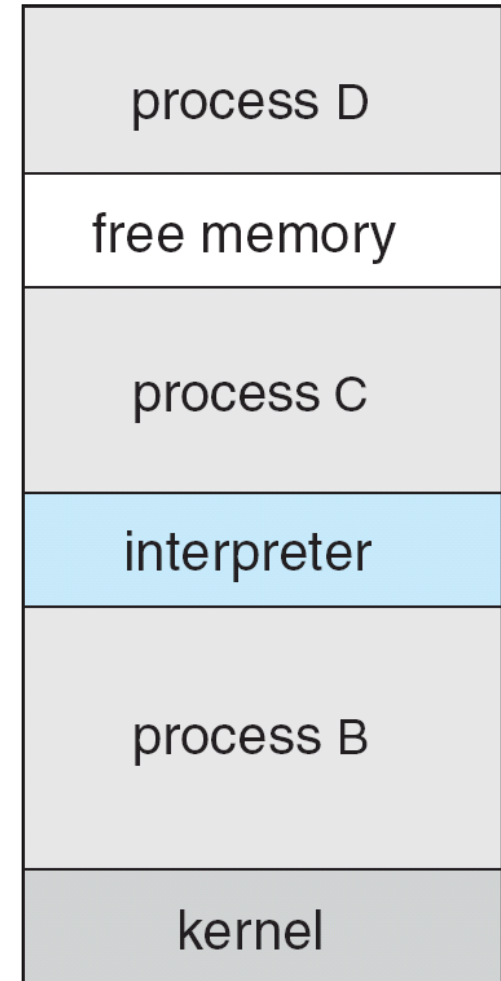 process D
free memory
process C
interpreter
process B
kernel